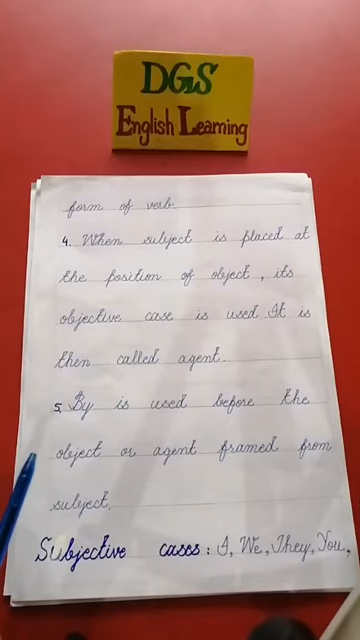 DGS
English Learning
form of verb.
4. When subject is placed at
the position of object, its
objective case is used. It is
then called agent.
5. By is used before the
object or agent framed from
subject.
Subjective cases: I, We, They, You,